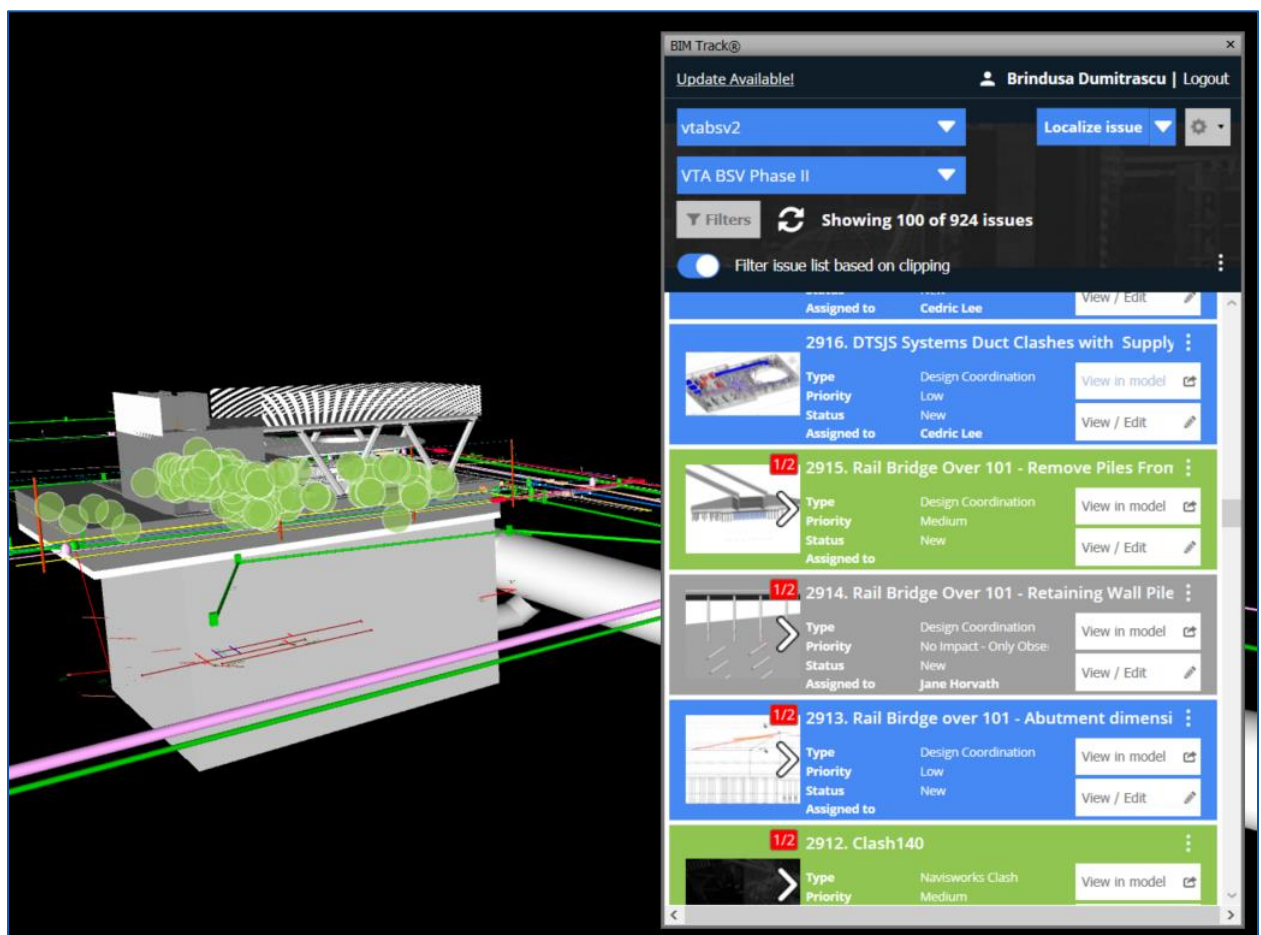 BIM Track®
Update Available!
Brindusa Dumitrascu | Logout
vtabsv2
Localize issue
VTA BSV Phase II
Filters
Showing 100 of 924 issues
Filter issue list based on clipping
View / Edit
Assigned to Cedric Lee
2916. DTSJS Systems Duct Clashes with Supply
Type Design Coordination
View in model
Priority Low
Status New
View / Edit
Assigned to Cedric Lee
1/2
2915. Rail Bridge Over 101 - Remove Piles From
Type Design Coordination
View in model
Priority Medium
Status New
View / Edit
Assigned to
1/2
2914. Rail Bridge Over 101 - Retaining Wall Pile
Type Design Coordination
View in model
Priority No Impact - Only Obse
Status New
View / Edit
Assigned to Jane Horvath
1/2
2913. Rail Birdge over 101 - Abutment dimensi
Type Design Coordination
View in model
Priority Low
Status New
View / Edit
Assigned to
1/2
2912. Clash140
Type Navisworks Clash
View in model
Priority Medium